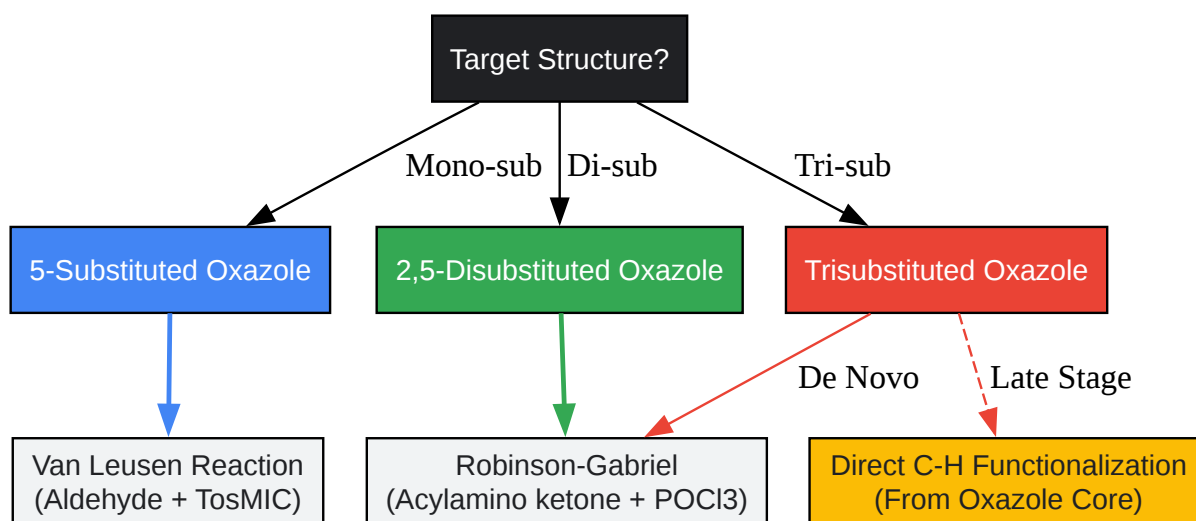 Target Structure?
Mono-sub
Di-sub
Tri-sub
5-Substituted Oxazole
2,5-Disubstituted Oxazole
Trisubstituted Oxazole
De Novo
Late Stage
Van Leusen Reaction
(Aldehyde + TosMIC)
Robinson-Gabriel
(Acylamino ketone + POCl3)
Direct C-H Functionalization
(From Oxazole Core)